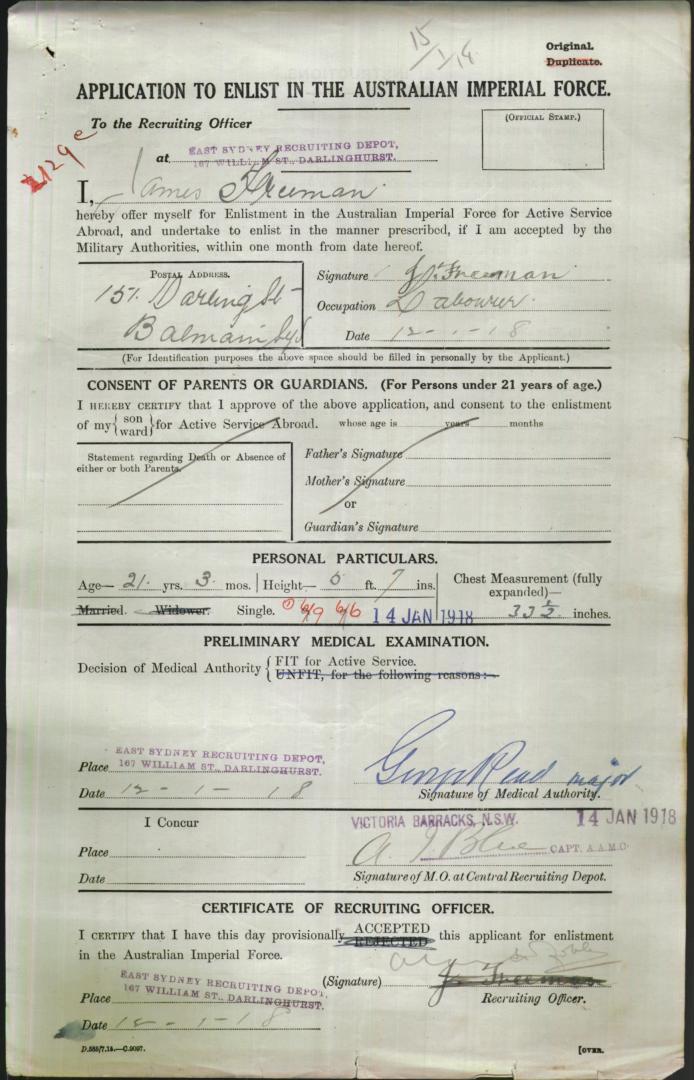 15/1/18
Original.
Duplicate.
APPLICATION TO ENLIST IN THE AUSTRALIAN IMPERIAL FORCE.
To the Recruiting Officer
(OFFICIAL STAMP.)
at EAST SYDNEY RECRUITING DEPOT,
167 WILLIAM ST., DARLINGHURST.
I, James Freeman
hereby offer myself for Enlistment in the Australian Imperial Force for Active Service
Abroad, and undertake to enlist in the manner prescribed, if I am accepted by the
Military Authorities, within one month from date hereof.
POSTAL ADDRESS.
151. Darling St
Balmain Syd
Signature J. Freeman
Occupation Labourer.
Date 12-1-18
(For Identification purposes the above space should be filled in personally by the Applicant.)
CONSENT OF PARENTS OR GUARDIANS. (For Persons under 21 years of age.)
I HEREBY CERTIFY that I approve of the above application, and consent to the enlistment
of my {son ward} for Active Service Abroad. whose age is years months
Statement regarding Death or Absence of
either or both Parents.
Father's Signature
Mother's Signature
or
Guardian's Signature
PERSONAL PARTICULARS.
Age— 21. yrs. 3 mos. Height— 5 ft. 7 ins.
Chest Measurement (fully
expanded)—
Married. Widower. Single. 6/9 6/6 14 JAN 1918 33½ inches.
PRELIMINARY MEDICAL EXAMINATION.
Decision of Medical Authority { FIT for Active Service.
UNFIT, for the following reasons:—
Place EAST SYDNEY RECRUITING DEPOT,
167 WILLIAM ST., DARLINGHURST.
Date 12-1-18
George Read major
Signature of Medical Authority.
I Concur
Place
Date
VICTORIA BARRACKS, N.S.W. 14 JAN 1918
CAPT. A.A.M.C.
Signature of M.O. at Central Recruiting Depot.
CERTIFICATE OF RECRUITING OFFICER.
I CERTIFY that I have this day provisionally ACCEPTED REJECTED this applicant for enlistment
in the Australian Imperial Force.
(Signature) J. Freeman
Recruiting Officer.
Place EAST SYDNEY RECRUITING DEPOT,
167 WILLIAM ST., DARLINGHURST.
Date 12-1-18
D.585/7.15.—C.9097.
[OVER.